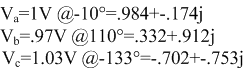 Va=1V @-10°=.984+-.174j
Vb=.97V @110°=.332+.912j
Vc=1.03V @-133°=-.702+-.753j